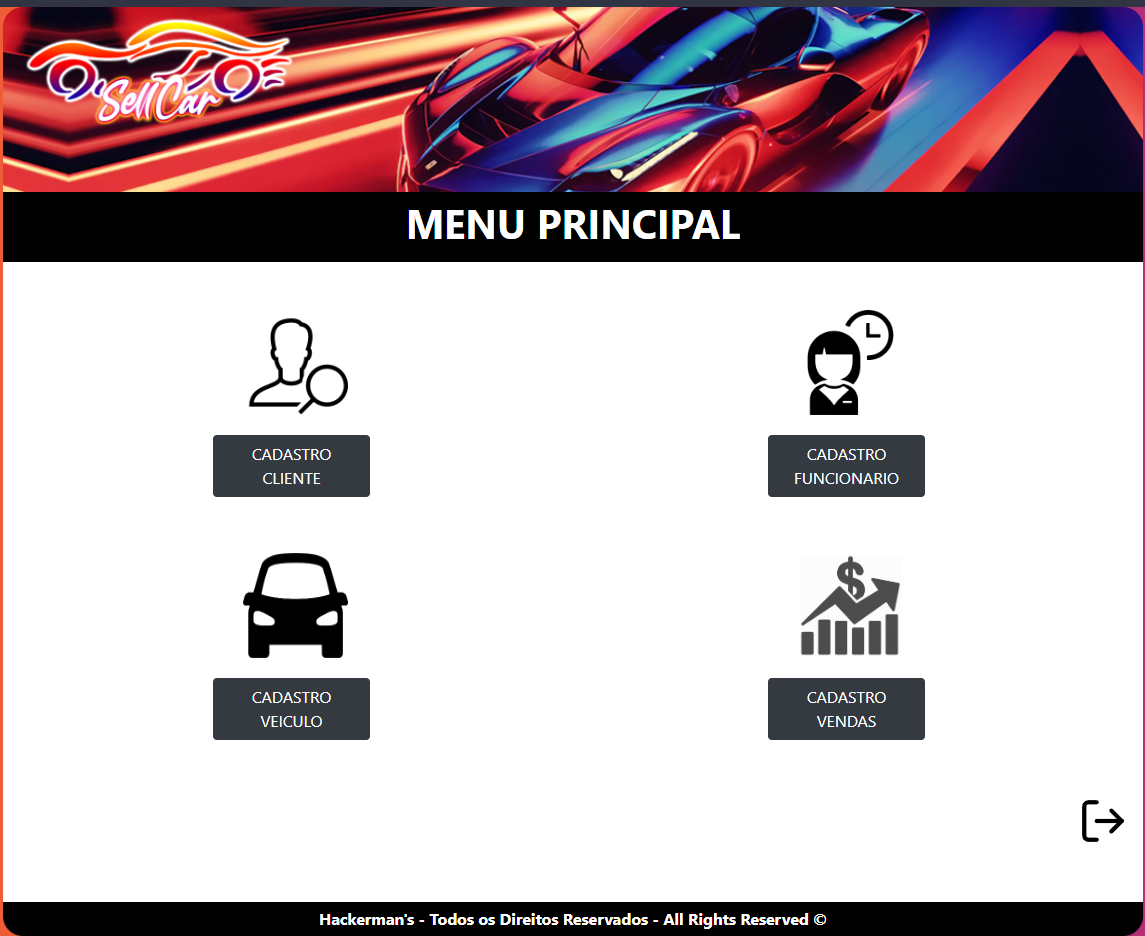 SellCar
MENU PRINCIPAL
CADASTRO
CLIENTE
CADASTRO
FUNCIONARIO
CADASTRO
VEICULO
$
CADASTRO
VENDAS
Hackerman's - Todos os Direitos Reservados - All Rights Reserved ©